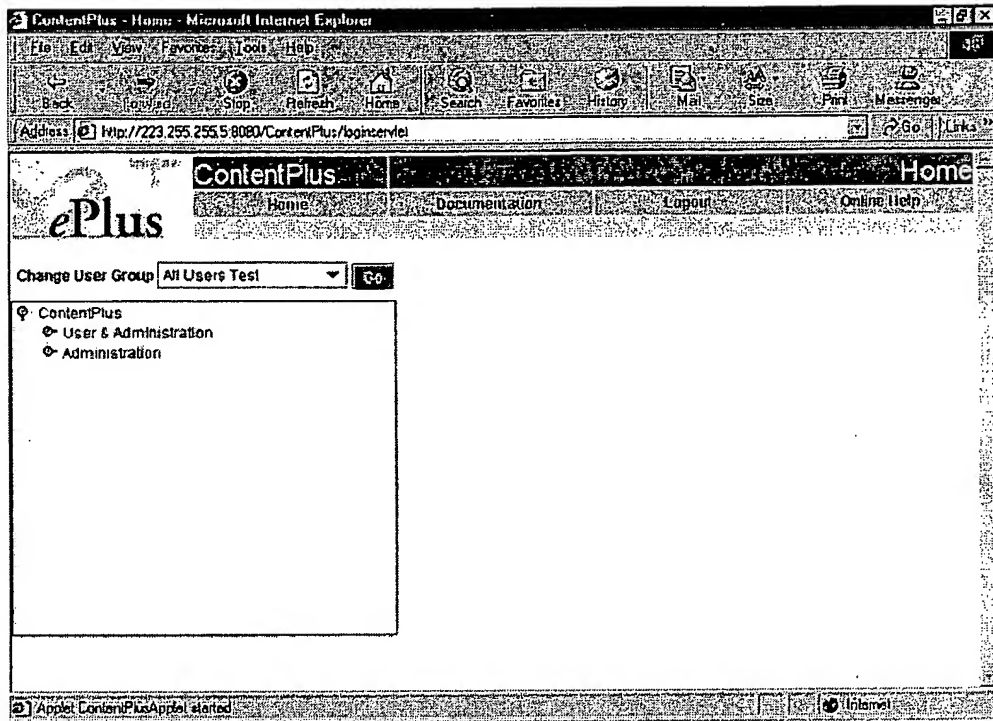 ContentPlus - Home - Microsoft Internet Explorer
File Edit View Favorites Tools Help
Back Forward Stop Refresh Home Search Favorites History Mail Size Print Messenger
Address http://223.255.255.5:8080/ContentPlus/loginservlet Go Links »
ContentPlus Home
ePlus
Home Documentation Logout Online Help
Change User Group All Users Test Go
ContentPlus
User & Administration
Administration
Applet ContentPlusApplet started Internet